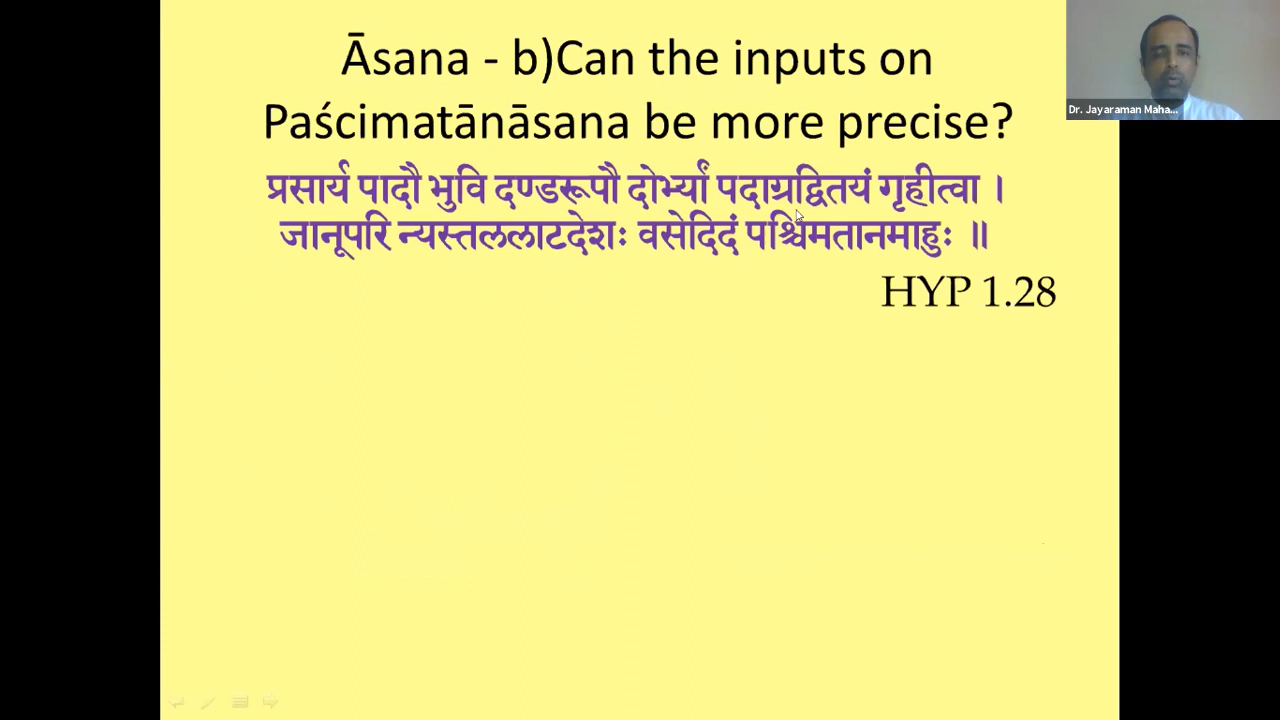 Āsana - b)Can the inputs on
Paścimatānāsana be more precise?
प्रसार्य पादौ भुवि दण्डरूपौ दोर्भ्यां पदाग्रद्वितयं गृहीत्वा ।
जानूपरि न्यस्तललाटदेशः वसेदिदं पश्चिमतानमाहुः ॥
HYP 1.28
Dr. Jayaraman Maha...